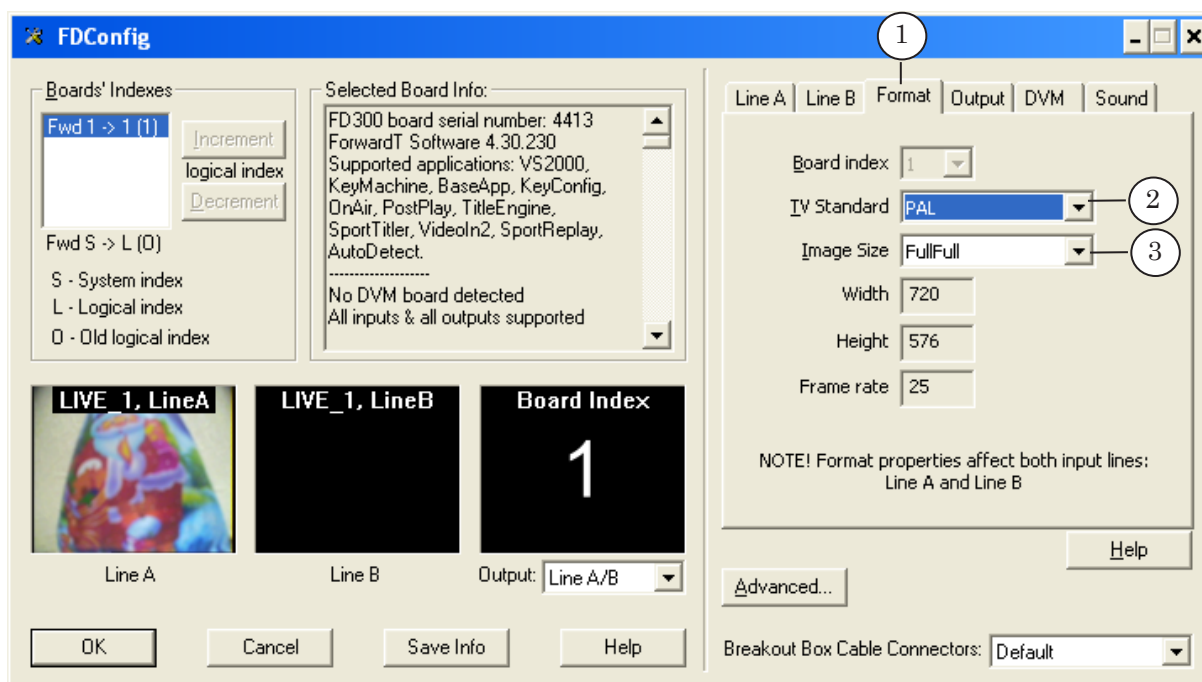 FDConfig
1
Boards' Indexes
Fwd 1 -> 1 (1)
Increment
logical index
Decrement
Fwd S -> L (O)
S - System index
L - Logical index
O - Old logical index
Selected Board Info:
FD300 board serial number: 4413
ForwardT Software 4.30.230
Supported applications: VS2000,
KeyMachine, BaseApp, KeyConfig,
OnAir, PostPlay, TitleEngine,
SportTitler, VideoIn2, SportReplay,
AutoDetect.
--------------------
No DVM board detected
All inputs & all outputs supported
LIVE_1, LineA
LIVE_1, LineB
Board Index
1
Line A
Line B
Output: Line A/B
OK
Cancel
Save Info
Help
Line A
Line B
Format
Output
DVM
Sound
Board index 1
TV Standard PAL
2
Image Size FullFull
3
Width 720
Height 576
Frame rate 25
NOTE! Format properties affect both input lines:
Line A and Line B
Help
Advanced...
Breakout Box Cable Connectors: Default